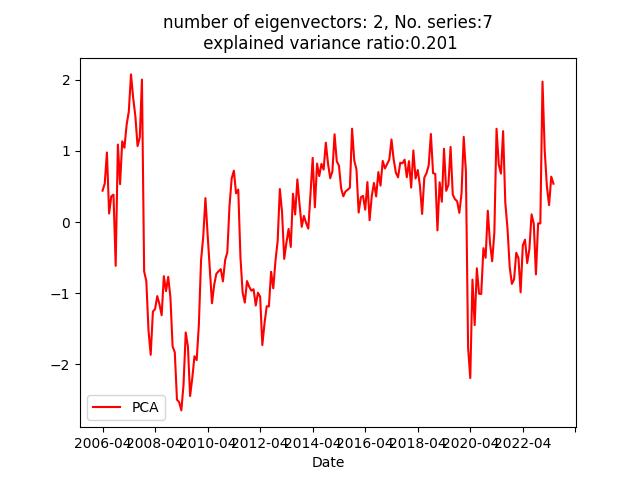 number of eigenvectors: 2, No. series:7
explained variance ratio:0.201
2
1
0
−1
−2
PCA
2006-04 2008-04 2010-04 2012-04 2014-04 2016-04 2018-04 2020-04 2022-04
Date